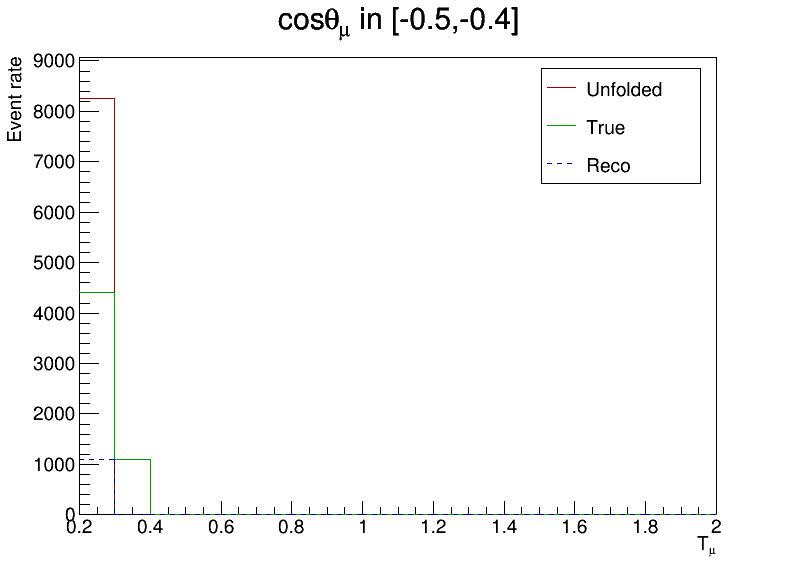 cosθμ in [-0.5,-0.4]
Event rate
9000
8000
7000
6000
5000
4000
3000
2000
1000
0
Unfolded
True
Reco
0.2 0.4 0.6 0.8 1 1.2 1.4 1.6 1.8 2
Tμ